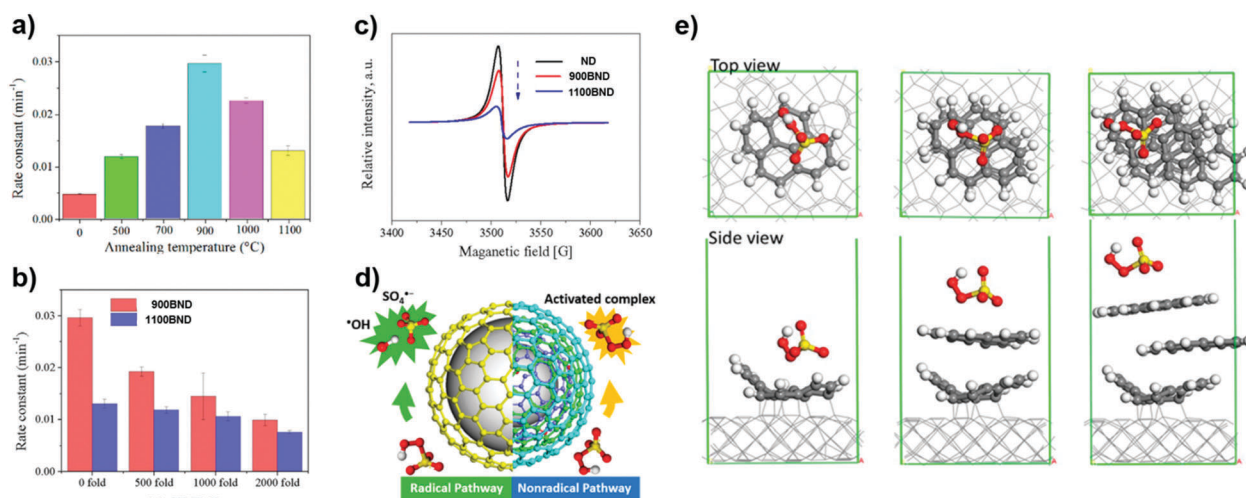 a)
Rate constant (min⁻¹)
0.03
0.02
0.01
0.00
0
500
700
900
1000
1100
Annealing temperature (°C)
b)
Rate constant (min⁻¹)
0.03
0.02
0.01
0.00
900BND
1100BND
0 fold
500 fold
1000 fold
2000 fold
c)
Relative intensity, a.u.
ND
900BND
1100BND
3400
3450
3500
3550
3600
3650
Maganetic field [G]
d)
SO₄•−
•OH
Activated complex
Radical Pathway
Nonradical Pathway
e)
Top view
Side view